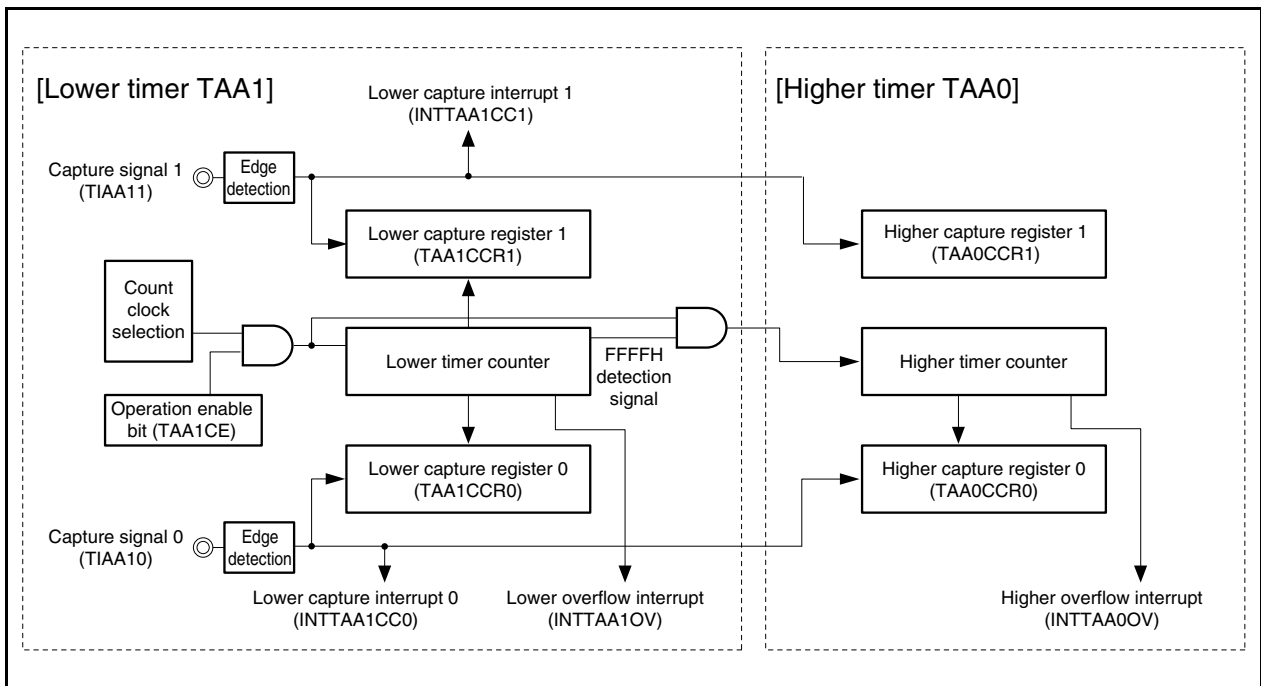 [Lower timer TAA1]
Lower capture interrupt 1
(INTTAA1CC1)
Capture signal 1
(TIAA11)
Edge
detection
Lower capture register 1
(TAA1CCR1)
Count
clock
selection
Lower timer counter
FFFFH
detection
signal
Operation enable
bit (TAA1CE)
Lower capture register 0
(TAA1CCR0)
Capture signal 0
(TIAA10)
Edge
detection
Lower capture interrupt 0
(INTTAA1CC0)
Lower overflow interrupt
(INTTAA1OV)
[Higher timer TAA0]
Higher capture register 1
(TAA0CCR1)
Higher timer counter
Higher capture register 0
(TAA0CCR0)
Higher overflow interrupt
(INTTAA0OV)